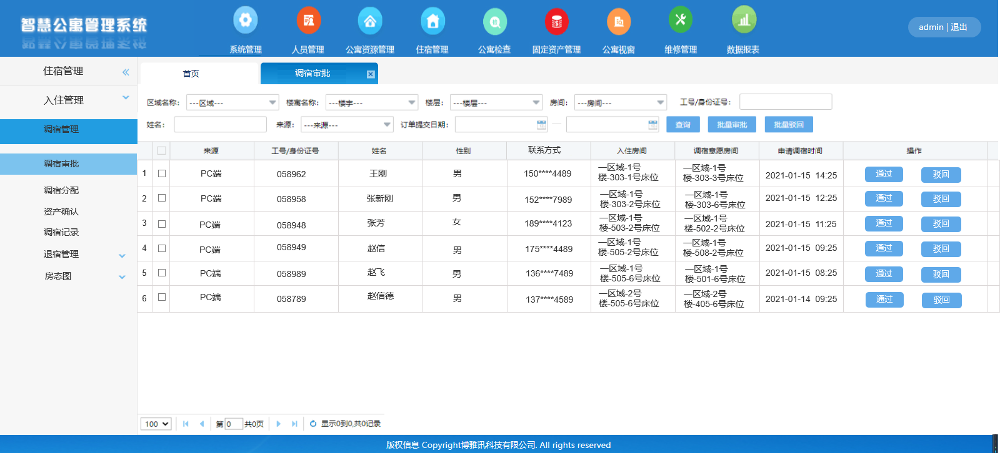 智慧公寓管理系统
系统管理 人员管理 公寓资源管理 住宿管理 公寓检查 固定资产管理 公寓视窗 维修管理 数据报表
admin | 退出
住宿管理
入住管理
调宿管理
调宿审批
调宿分配
资产确认
调宿记录
退宿管理
房态图
首页 调宿审批
区域名称: ---区域--- 楼寓名称: ---楼宇--- 楼层: ---楼层--- 房间: ---房间--- 工号/身份证号:
姓名: 来源: ---来源--- 订单提交日期: — 查询 批量审批 批量驳回
来源 工号/身份证号 姓名 性别 联系方式 入住房间 调宿意愿房间 申请调宿时间 操作
1 PC端 058962 王刚 男 150****4489 一区域-1号楼-303-1号床位 一区域-1号楼-303-3号床位 2021-01-15 14:25 通过 驳回
2 PC端 058958 张新刚 男 152****7989 一区域-1号楼-303-2号床位 一区域-1号楼-303-6号床位 2021-01-15 12:25 通过 驳回
3 PC端 058948 张芳 女 189****4123 一区域-1号楼-503-2号床位 一区域-1号楼-502-2号床位 2021-01-15 11:25 通过 驳回
4 PC端 058949 赵信 男 175****4489 一区域-1号楼-505-2号床位 一区域-1号楼-508-2号床位 2021-01-15 09:25 通过 驳回
5 PC端 058989 赵飞 男 136****7489 一区域-1号楼-505-6号床位 一区域-1号楼-501-6号床位 2021-01-15 08:25 通过 驳回
6 PC端 058789 赵信德 男 137****4589 一区域-2号楼-505-6号床位 一区域-2号楼-405-6号床位 2021-01-14 09:25 通过 驳回
100 第 0 共0页 显示0到0,共0记录
版权信息 Copyright博雅讯科技有限公司. All rights reserved